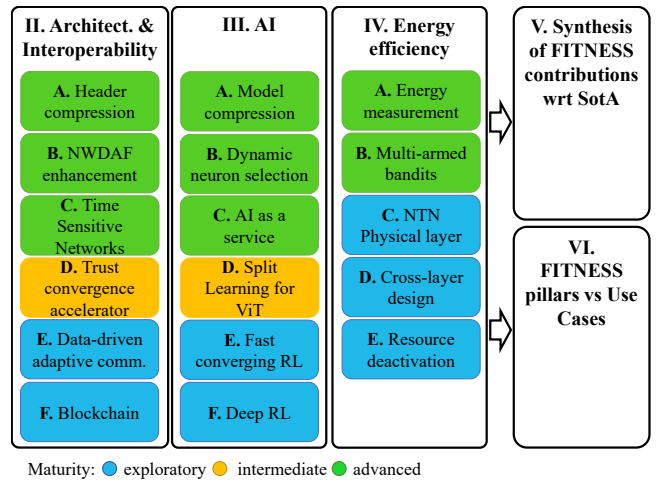 II. Architect. &
Interoperability
A. Header
compression
B. NWDAF
enhancement
C. Time
Sensitive
Networks
D. Trust
convergence
accelerator
E. Data-driven
adaptive comm.
F. Blockchain
III. AI
A. Model
compression
B. Dynamic
neuron selection
C. AI as a
service
D. Split
Learning for
ViT
E. Fast
converging RL
F. Deep RL
IV. Energy
efficiency
A. Energy
measurement
B. Multi-armed
bandits
C. NTN
Physical layer
D. Cross-layer
design
E. Resource
deactivation
V. Synthesis
of FITNESS
contributions
wrt SotA
VI.
FITNESS
pillars vs Use
Cases
Maturity: exploratory intermediate advanced